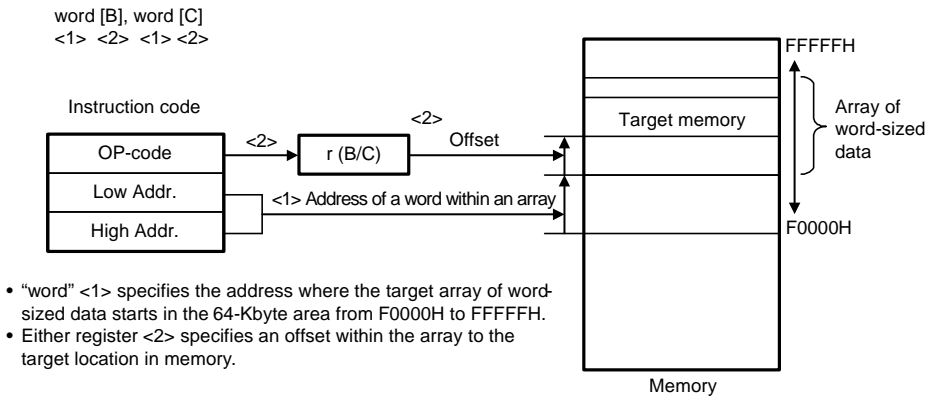 word [B], word [C]
<1> <2> <1> <2>
FFFFFH
Instruction code
<2>
Array of
word-sized
data
Target memory
OP-code
<2>
r (B/C)
Offset
Low Addr.
<1> Address of a word within an array
High Addr.
F0000H
• “word” <1> specifies the address where the target array of word-
sized data starts in the 64-Kbyte area from F0000H to FFFFFH.
• Either register <2> specifies an offset within the array to the
target location in memory.
Memory